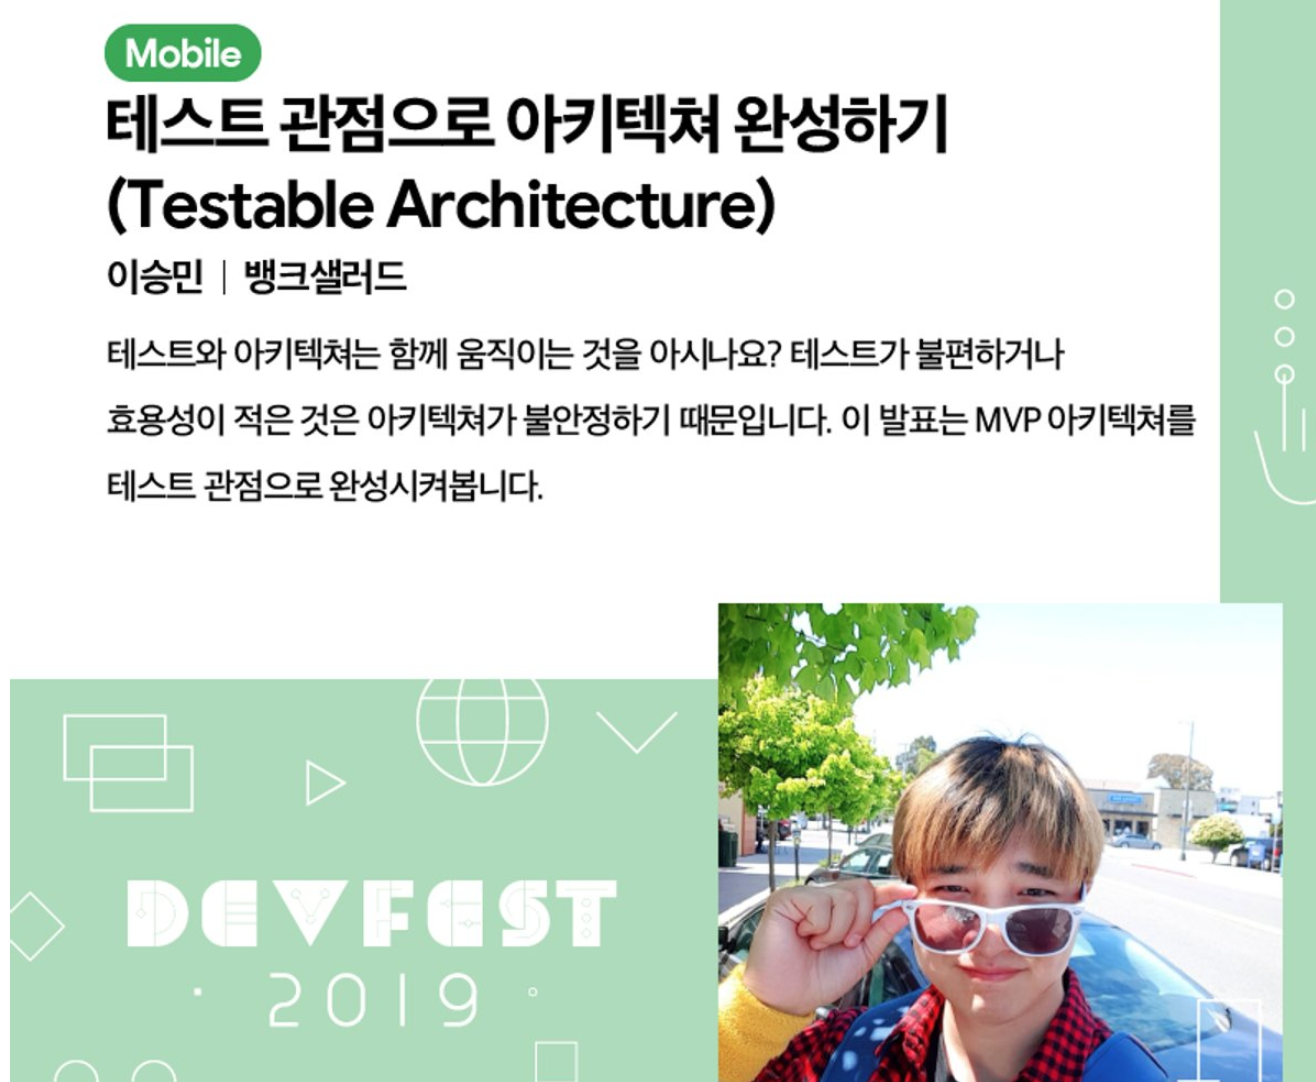 Mobile
테스트 관점으로 아키텍쳐 완성하기
(Testable Architecture)
이승민 | 뱅크샐러드
테스트와 아키텍쳐는 함께 움직이는 것을 아시나요? 테스트가 불편하거나
효용성이 적은 것은 아키텍쳐가 불안정하기 때문입니다. 이 발표는 MVP 아키텍쳐를
테스트 관점으로 완성시켜봅니다.
DEVFEST
2019